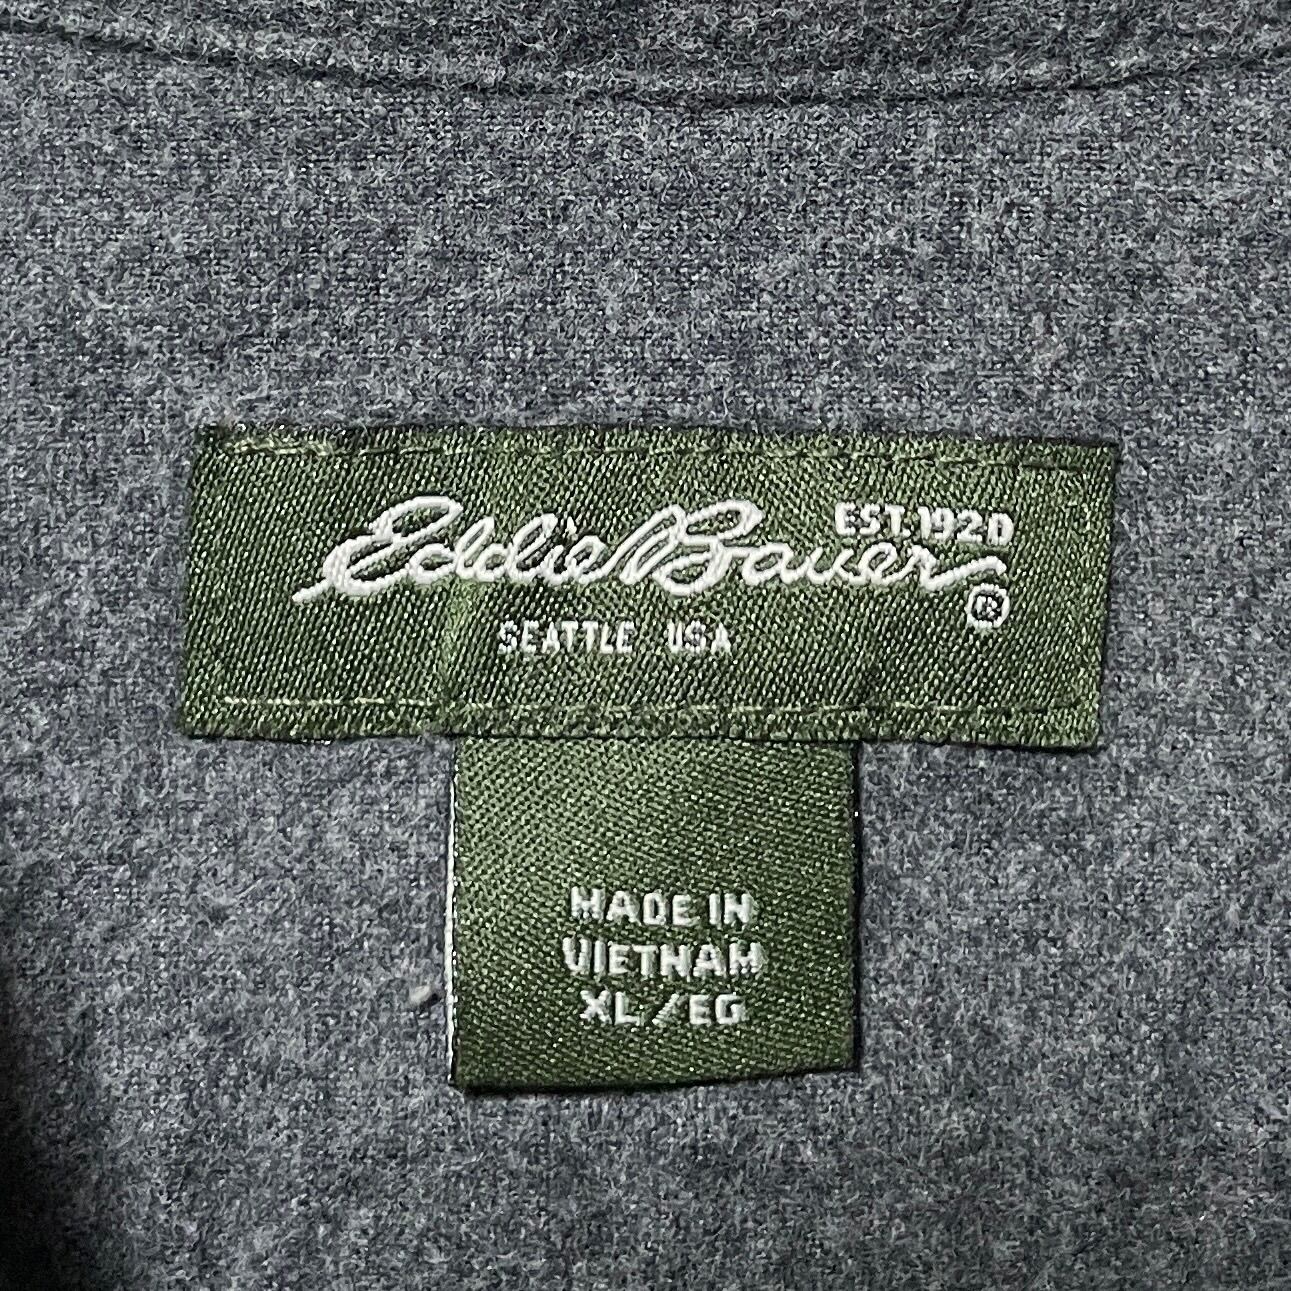 EST. 1920
Eddie Bauer ®
SEATTLE USA
MADE IN
VIETNAM
XL/EG